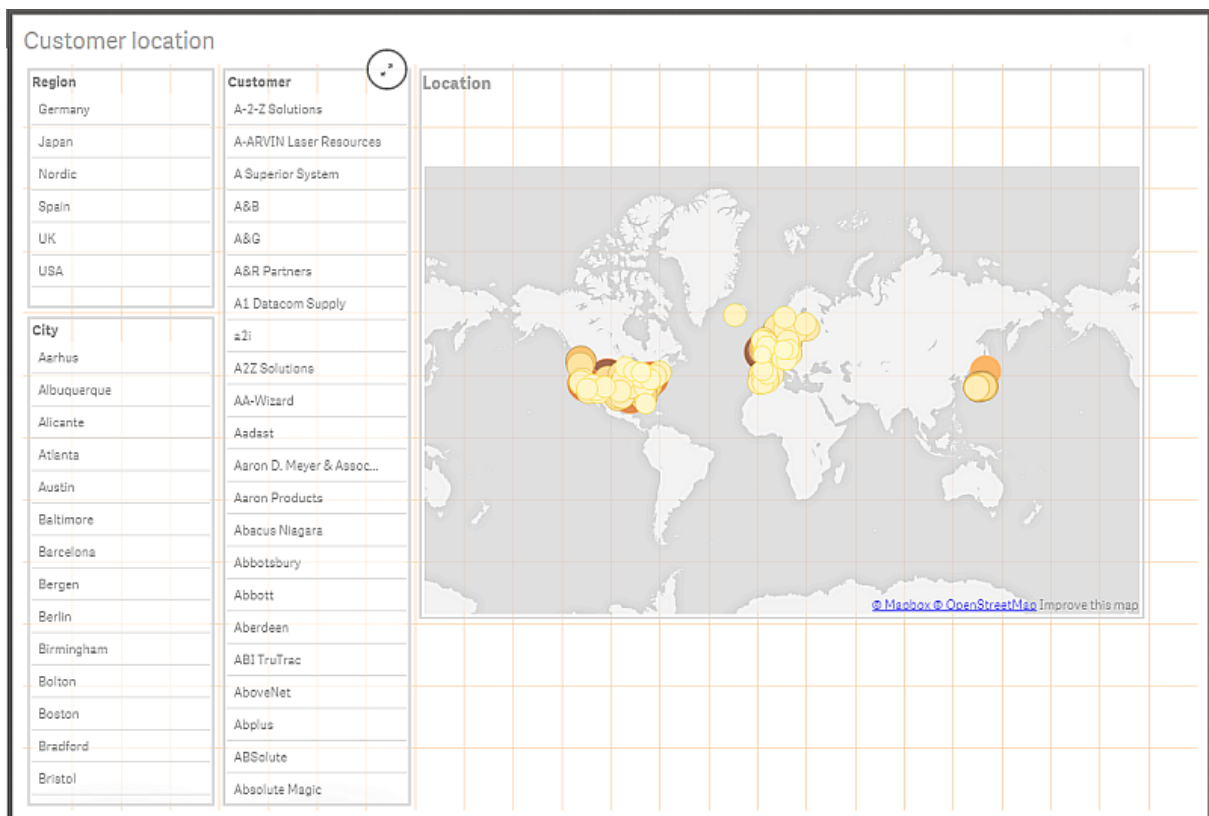 Customer location
Region
Germany
Japan
Nordic
Spain
UK
USA
City
Aarhus
Albuquerque
Alicante
Atlanta
Austin
Baltimore
Barcelona
Bergen
Berlin
Birmingham
Bolton
Boston
Bradford
Bristol
Customer
A-2-Z Solutions
A-ARVIN Laser Resources
A Superior System
A&B
A&G
A&R Partners
A1 Datacom Supply
a2i
A2Z Solutions
AA-Wizard
Aadast
Aaron D. Meyer & Assoc...
Aaron Products
Abacus Niagara
Abbotsbury
Abbott
Aberdeen
ABI TruTrac
AboveNet
Abplus
ABSolute
Absolute Magic
Location
© Mapbox © OpenStreetMap Improve this map